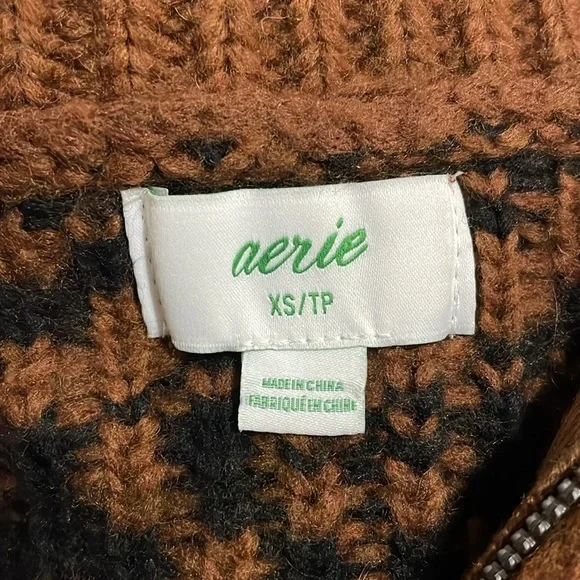 aerie
XS/TP
MADE IN CHINA
FABRIQUÉ EN CHINE